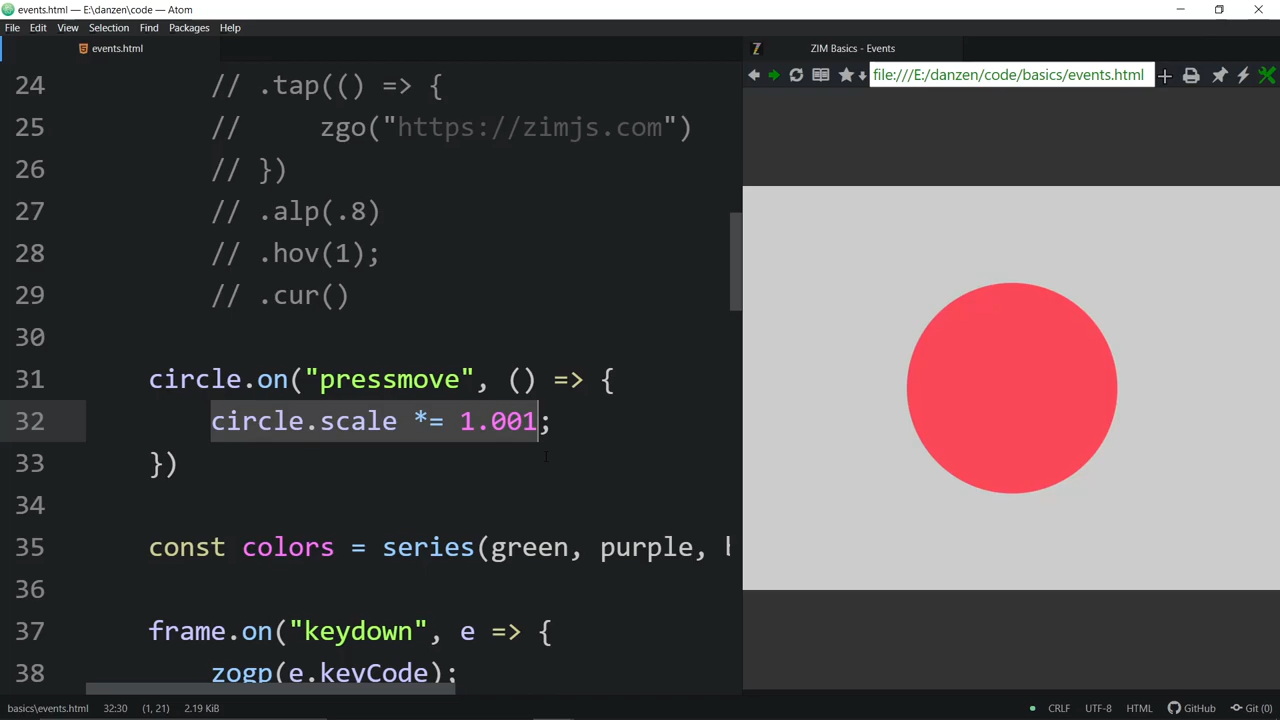 events.html — E:\danzen\code — Atom
File Edit View Selection Find Packages Help
events.html
ZIM Basics - Events
file:///E:/danzen/code/basics/events.html
24 // .tap(() => {
25 // zgo("https://zimjs.com")
26 // })
27 // .alp(.8)
28 // .hov(1);
29 // .cur()
30
31 circle.on("pressmove", () => {
32 circle.scale *= 1.001;
33 })
34
35 const colors = series(green, purple, b
36
37 frame.on("keydown", e => {
38 zogp(e.keyCode);
basics\events.html 32:30 (1, 21) 2.19 KiB CRLF UTF-8 HTML GitHub Git (0)